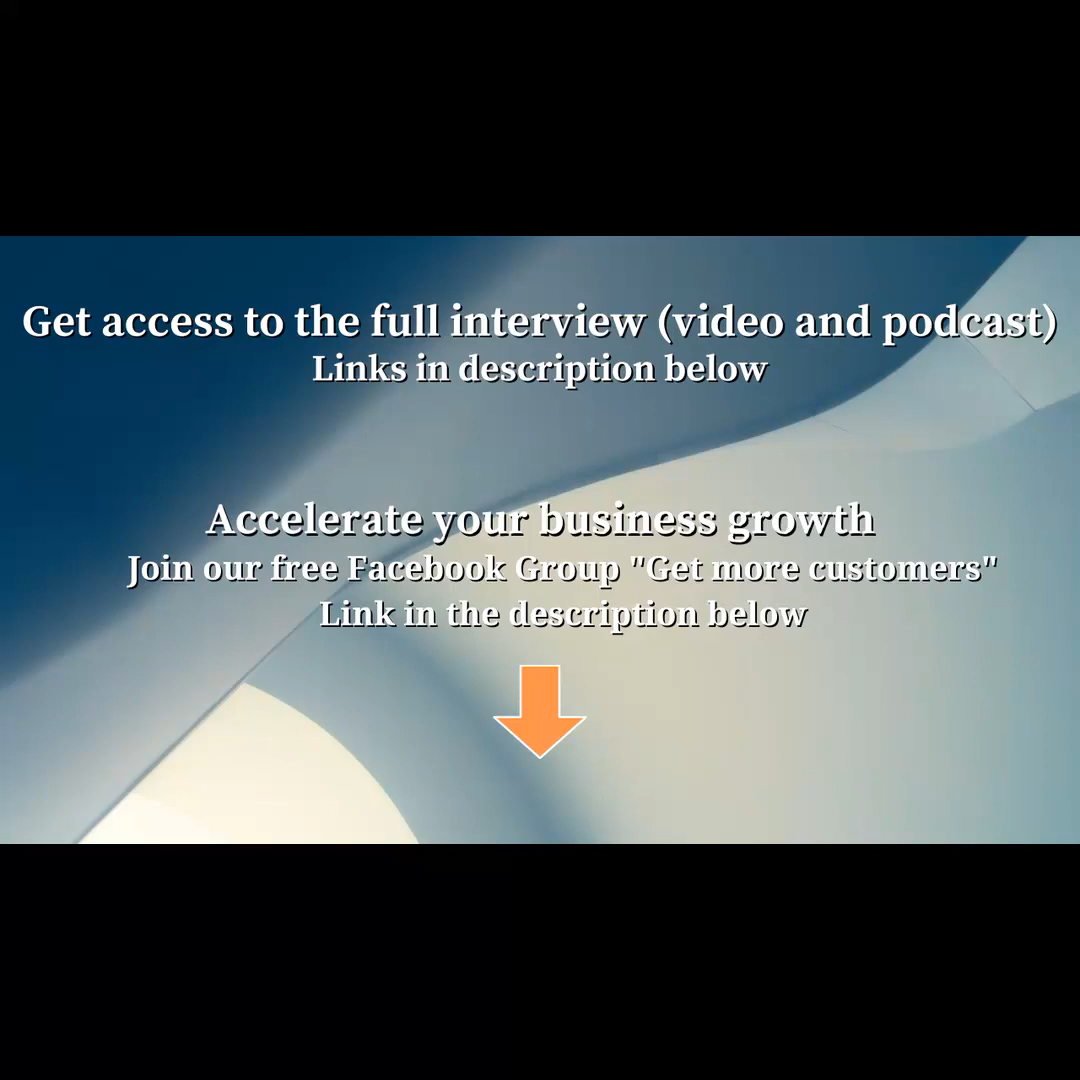 Get access to the full interview (video and podcast)
Links in description below
Accelerate your business growth
Join our free Facebook Group "Get more customers"
Link in the description below